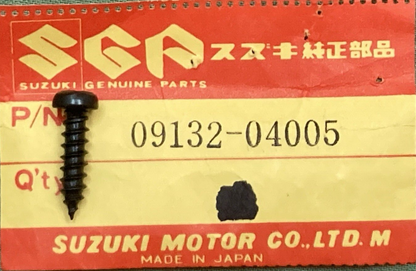 SGP スズキ純正部品
SUZUKI GENUINE PARTS
P/N 09132-04005
Q'ty
SUZUKI MOTOR CO.,LTD. M
MADE IN JAPAN